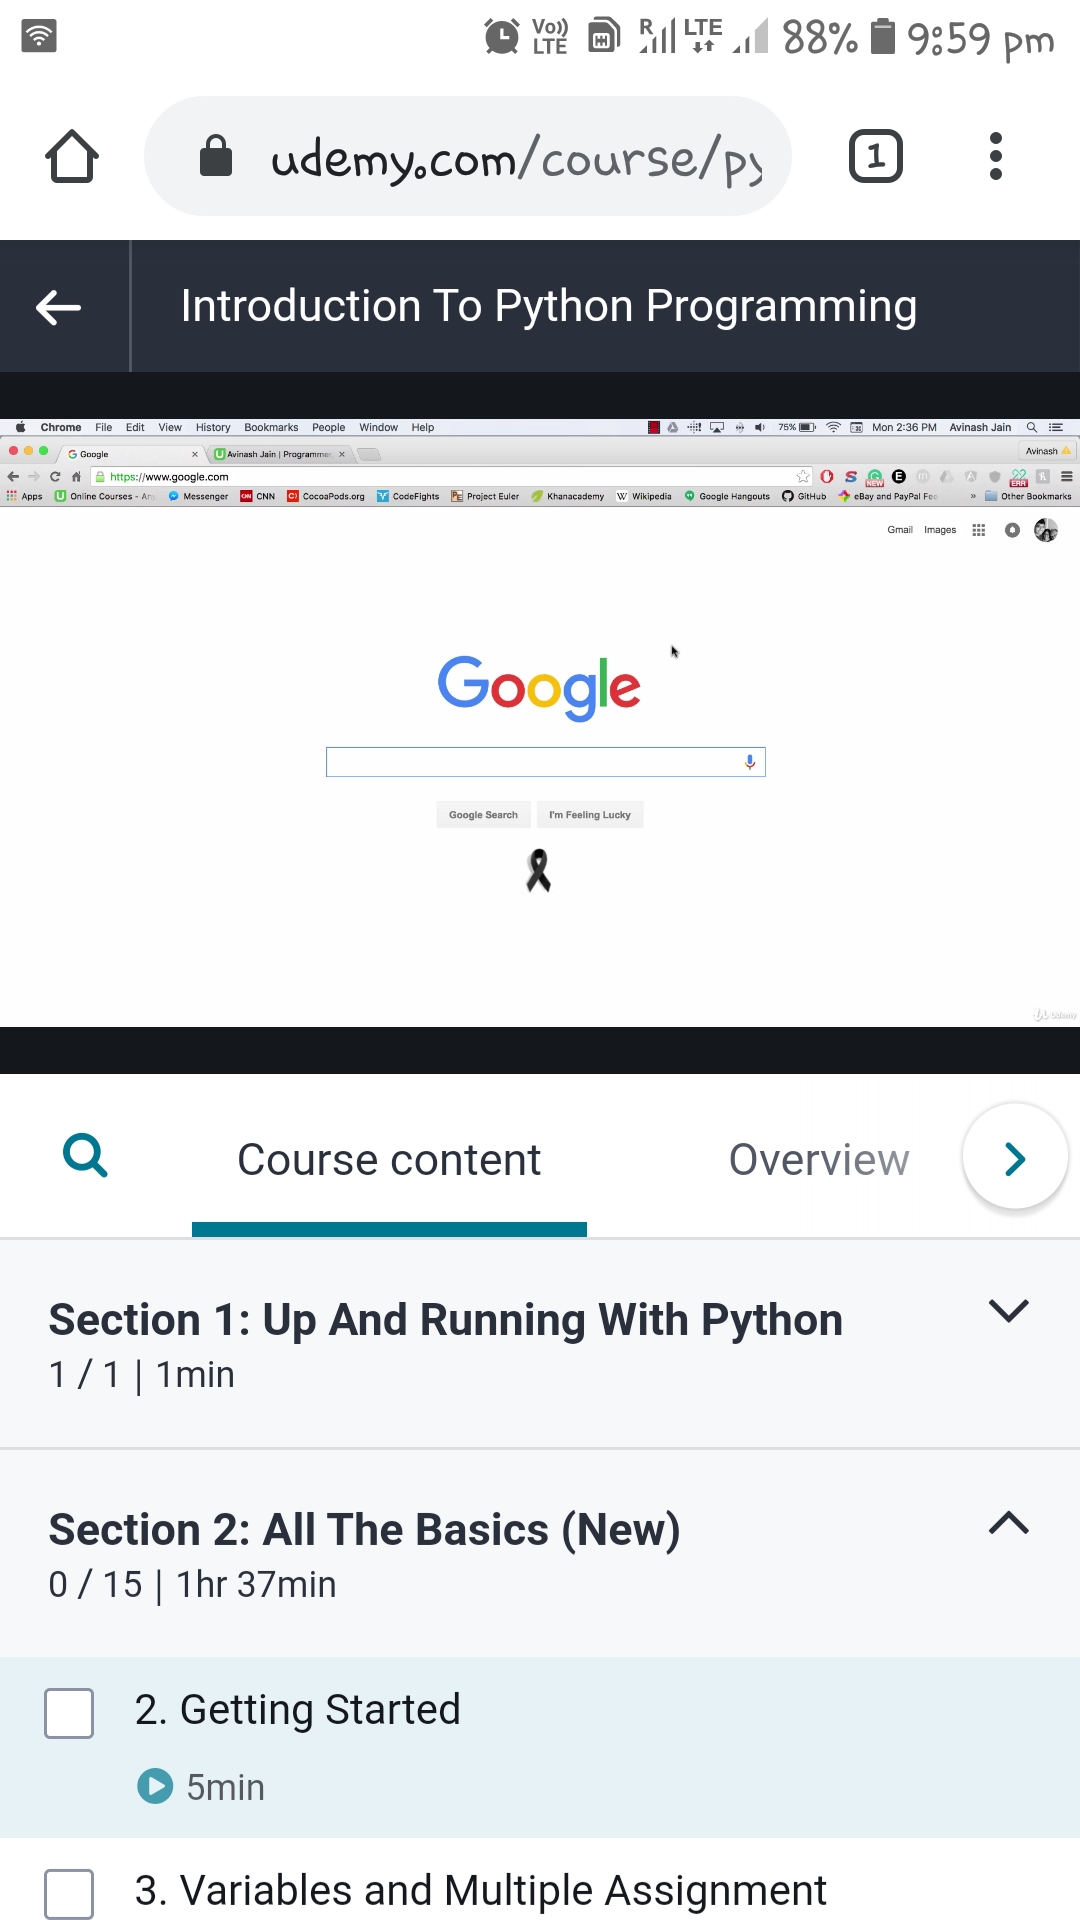 Vo)) LTE R LTE 88% 9:59 pm
udemy.com/course/py
1
Introduction To Python Programming
Chrome File Edit View History Bookmarks People Window Help 75% Mon 2:36 PM Avinash Jain
Google Avinash Jain | Programmer, Avinash
https://www.google.com
Apps Online Courses - Any Messenger CNN CocoaPods.org CodeFights Project Euler Khanacademy Wikipedia Google Hangouts GitHub eBay and PayPal Fee » Other Bookmarks
Gmail Images
Google
Google Search I'm Feeling Lucky
Udemy
Course content Overview
Section 1: Up And Running With Python
1 / 1 | 1min
Section 2: All The Basics (New)
0 / 15 | 1hr 37min
2. Getting Started
5min
3. Variables and Multiple Assignment